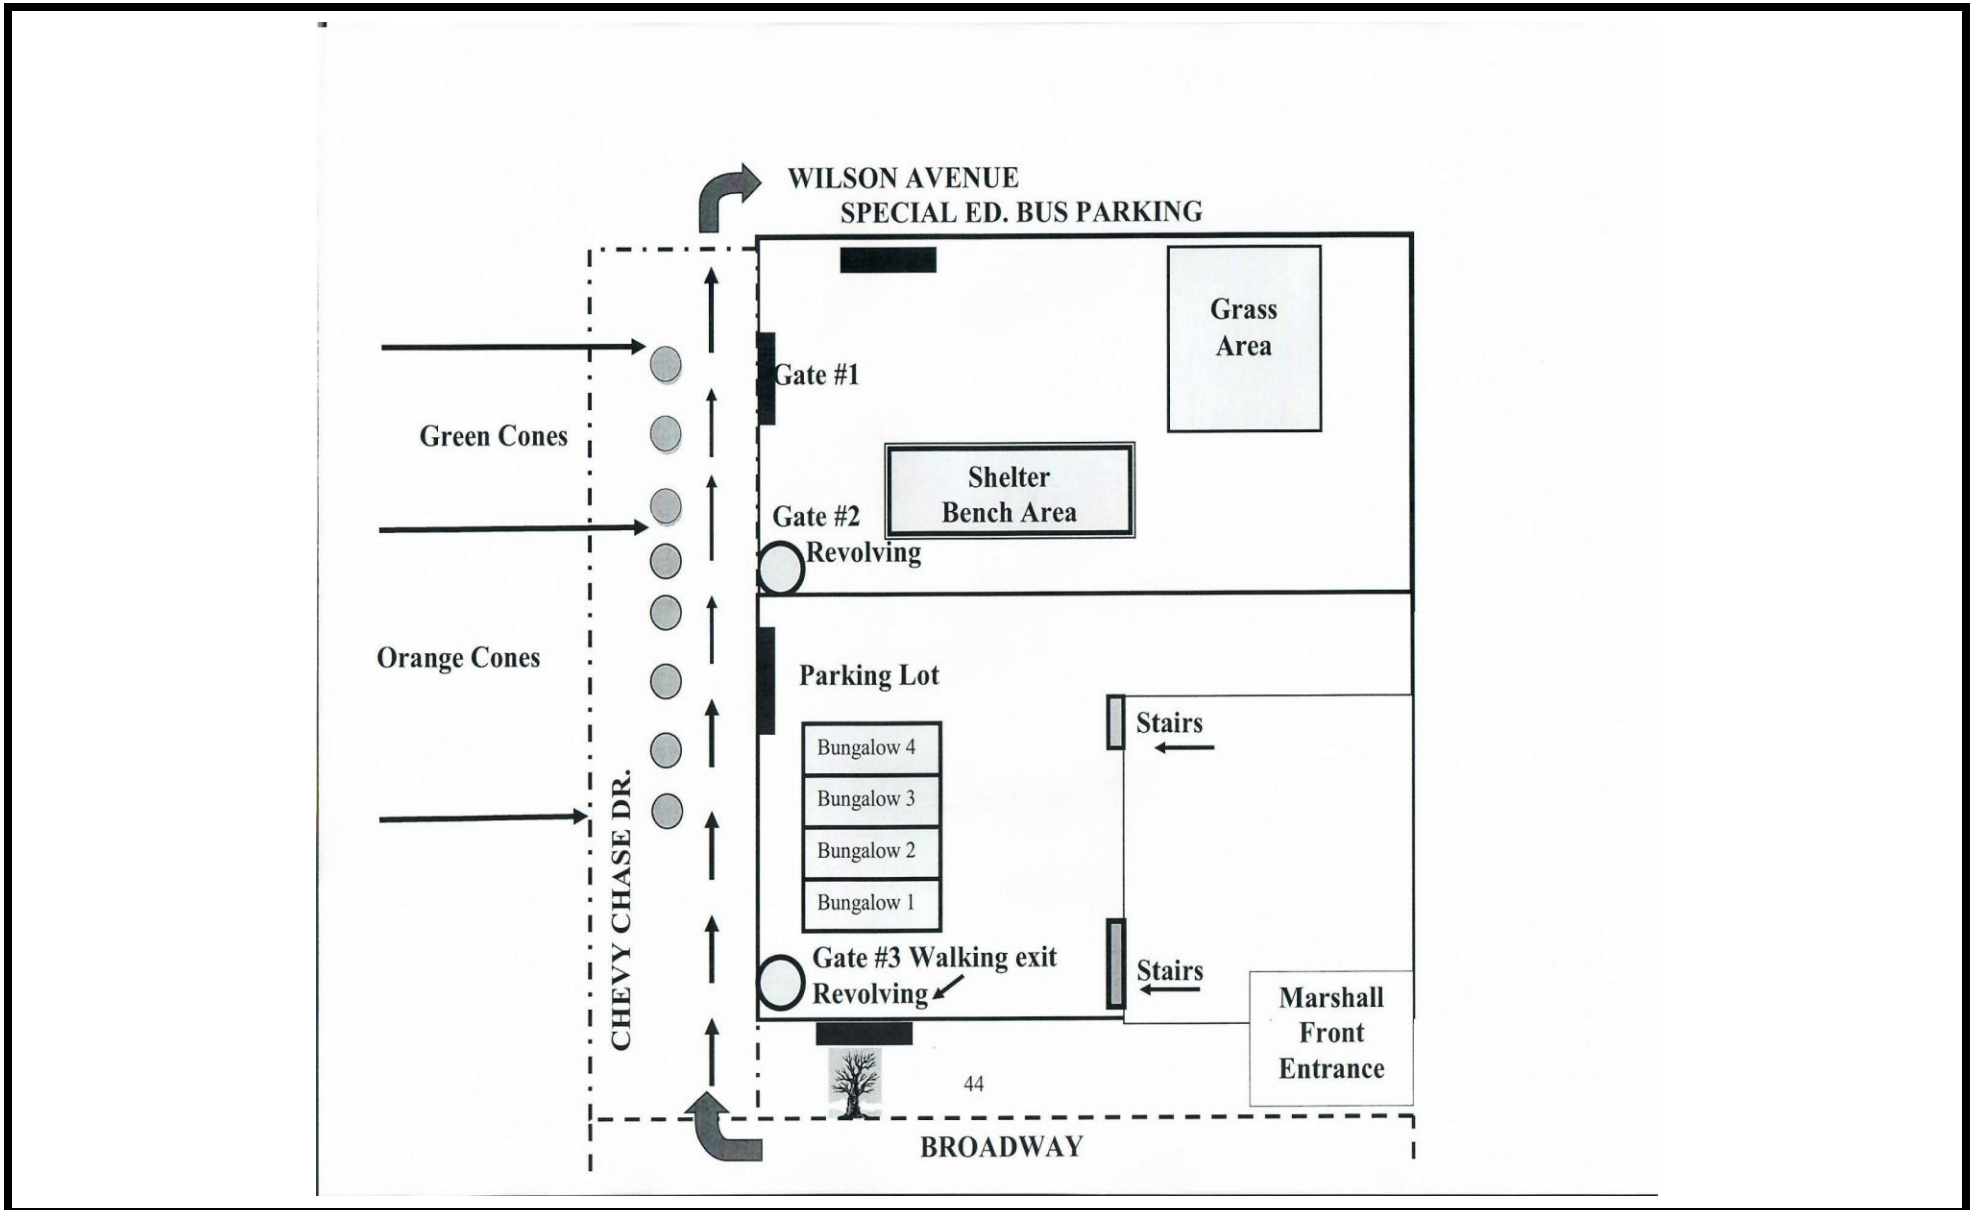 WILSON AVENUE
SPECIAL ED. BUS PARKING
Grass
Area
Gate #1
Green Cones
Shelter
Bench Area
Gate #2
Revolving
Orange Cones
Parking Lot
Stairs
Bungalow 4
Bungalow 3
Bungalow 2
Bungalow 1
CHEVY CHASE DR.
Gate #3 Walking exit
Revolving
Stairs
Marshall
Front
Entrance
44
BROADWAY